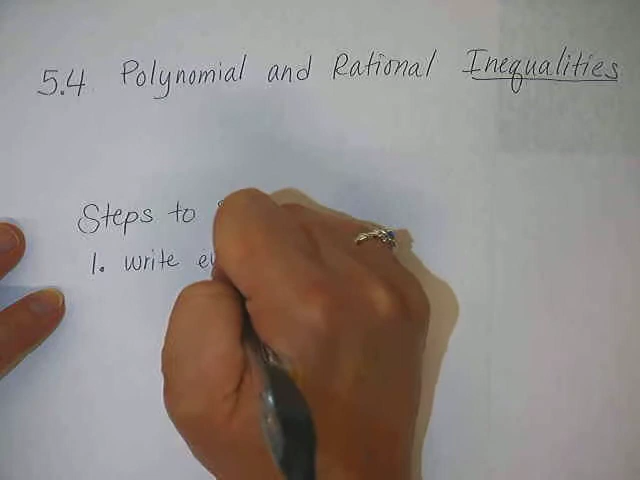 5.4 Polynomial and Rational Inequalities
Steps to
1. write